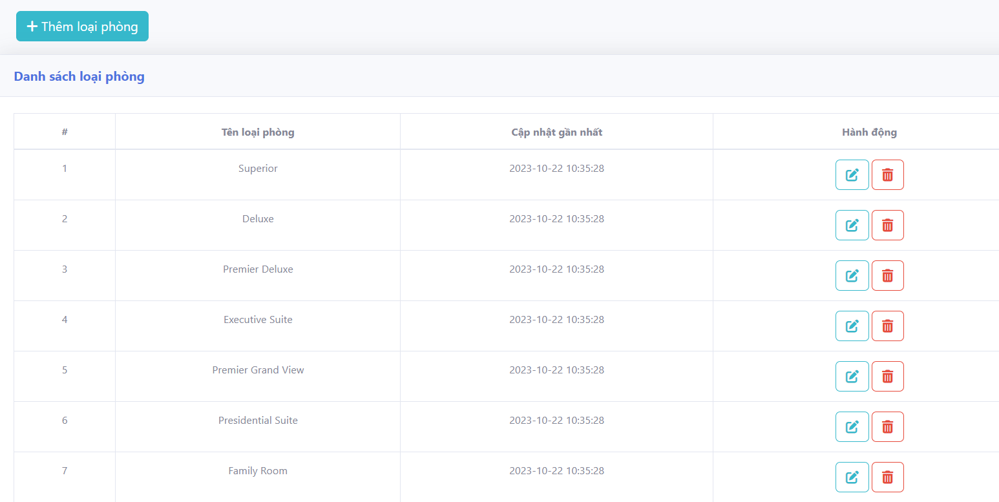 Thêm loại phòng
Danh sách loại phòng
# Tên loại phòng Cập nhật gần nhất Hành động
1 Superior 2023-10-22 10:35:28
2 Deluxe 2023-10-22 10:35:28
3 Premier Deluxe 2023-10-22 10:35:28
4 Executive Suite 2023-10-22 10:35:28
5 Premier Grand View 2023-10-22 10:35:28
6 Presidential Suite 2023-10-22 10:35:28
7 Family Room 2023-10-22 10:35:28